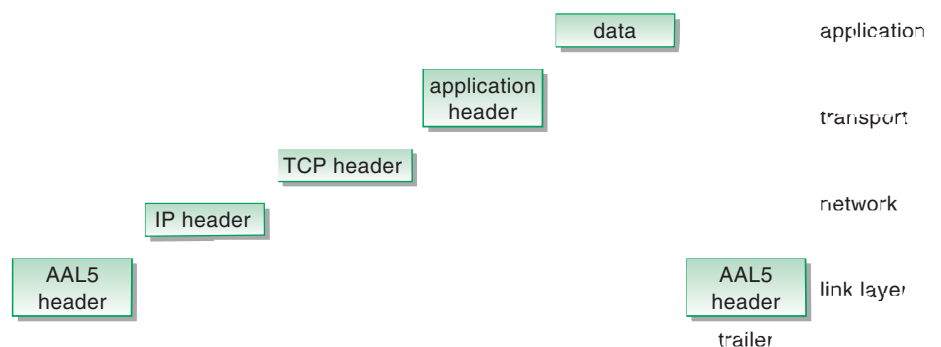 data
application
application
header
transport
TCP header
network
IP header
AAL5
header
AAL5
header
link layer
trailer